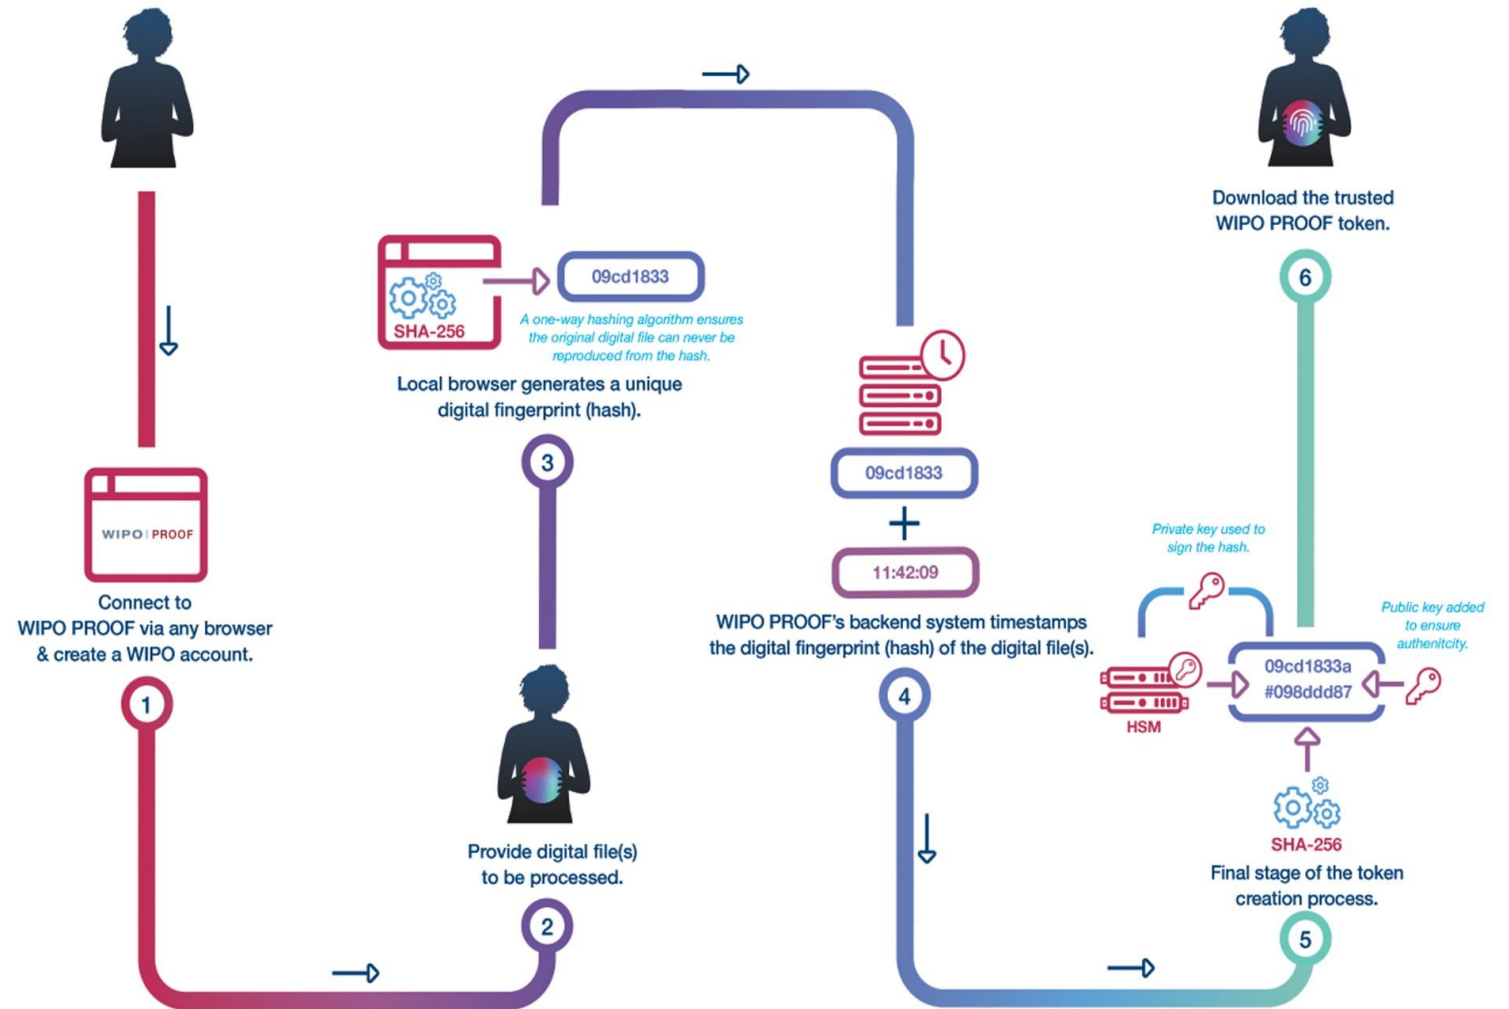 WIPO | PROOF
Connect to
WIPO PROOF via any browser
& create a WIPO account.
1
Provide digital file(s)
to be processed.
2
SHA-256
09cd1833
A one-way hashing algorithm ensures
the original digital file can never be
reproduced from the hash.
Local browser generates a unique
digital fingerprint (hash).
3
09cd1833
+
11:42:09
WIPO PROOF's backend system timestamps
the digital fingerprint (hash) of the digital file(s).
4
Private key used to
sign the hash.
Public key added
to ensure
authenitcity.
09cd1833a
#098ddd87
HSM
SHA-256
Final stage of the token
creation process.
5
Download the trusted
WIPO PROOF token.
6